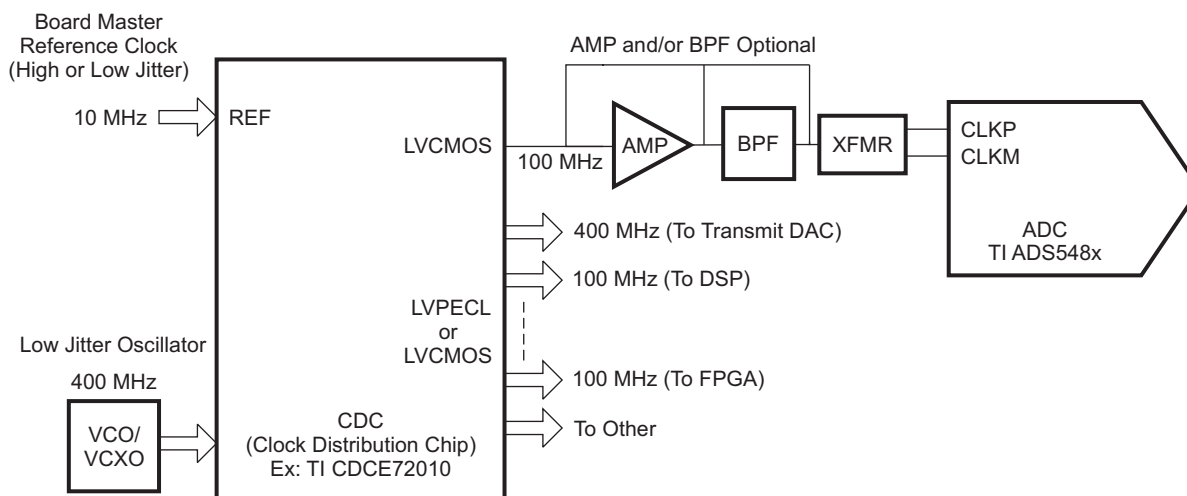 Board Master
Reference Clock
(High or Low Jitter)
10 MHz
REF
LVCMOS
100 MHz
AMP and/or BPF Optional
AMP
BPF
XFMR
CLKP
CLKM
ADC
TI ADS548x
400 MHz (To Transmit DAC)
100 MHz (To DSP)
LVPECL
or
LVCMOS
100 MHz (To FPGA)
To Other
Low Jitter Oscillator
400 MHz
VCO/
VCXO
CDC
(Clock Distribution Chip)
Ex: TI CDCE72010